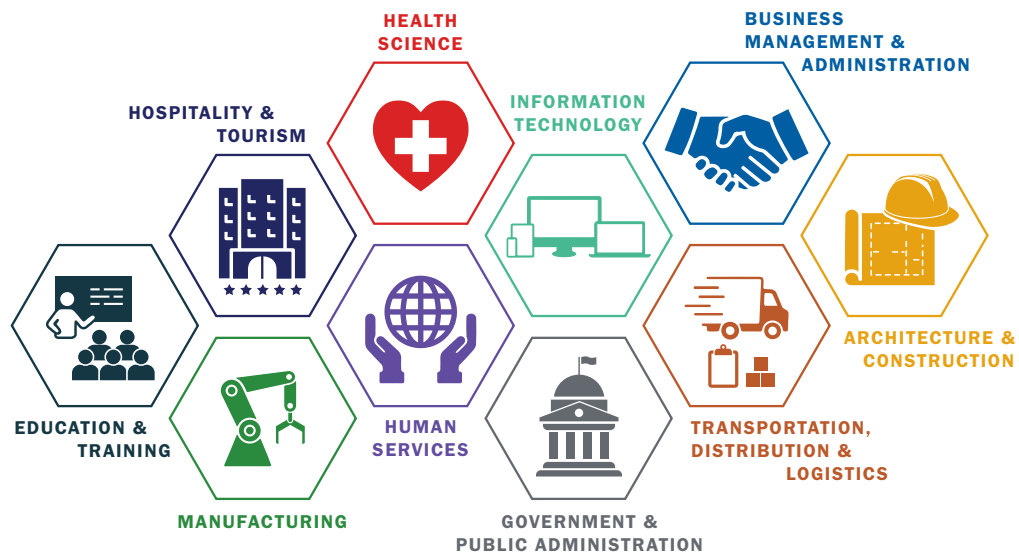 HEALTH
SCIENCE
BUSINESS
MANAGEMENT &
ADMINISTRATION
HOSPITALITY &
TOURISM
INFORMATION
TECHNOLOGY
ARCHITECTURE &
CONSTRUCTION
EDUCATION &
TRAINING
HUMAN
SERVICES
TRANSPORTATION,
DISTRIBUTION &
LOGISTICS
MANUFACTURING
GOVERNMENT &
PUBLIC ADMINISTRATION